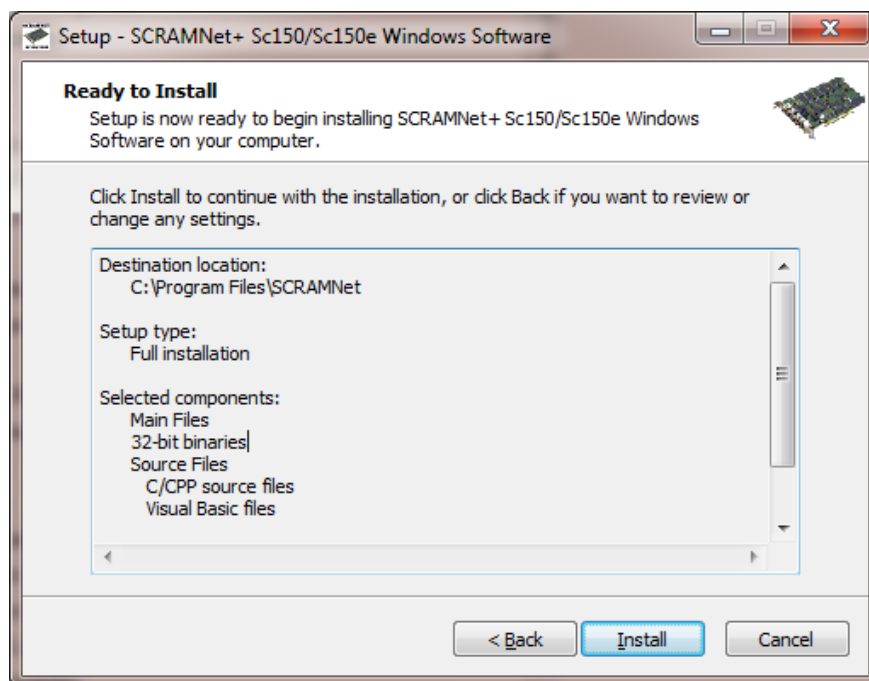 Setup - SCRAMNet+ Sc150/Sc150e Windows Software
Ready to Install
Setup is now ready to begin installing SCRAMNet+ Sc150/Sc150e Windows
Software on your computer.
Click Install to continue with the installation, or click Back if you want to review or
change any settings.
Destination location:
C:\Program Files\SCRAMNet
Setup type:
Full installation
Selected components:
Main Files
32-bit binaries
Source Files
C/CPP source files
Visual Basic files
< Back
Install
Cancel